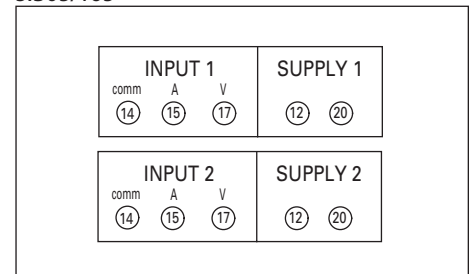 INPUT 1 SUPPLY 1
comm A V
14 15 17 12 20
INPUT 2 SUPPLY 2
comm A V
14 15 17 12 20